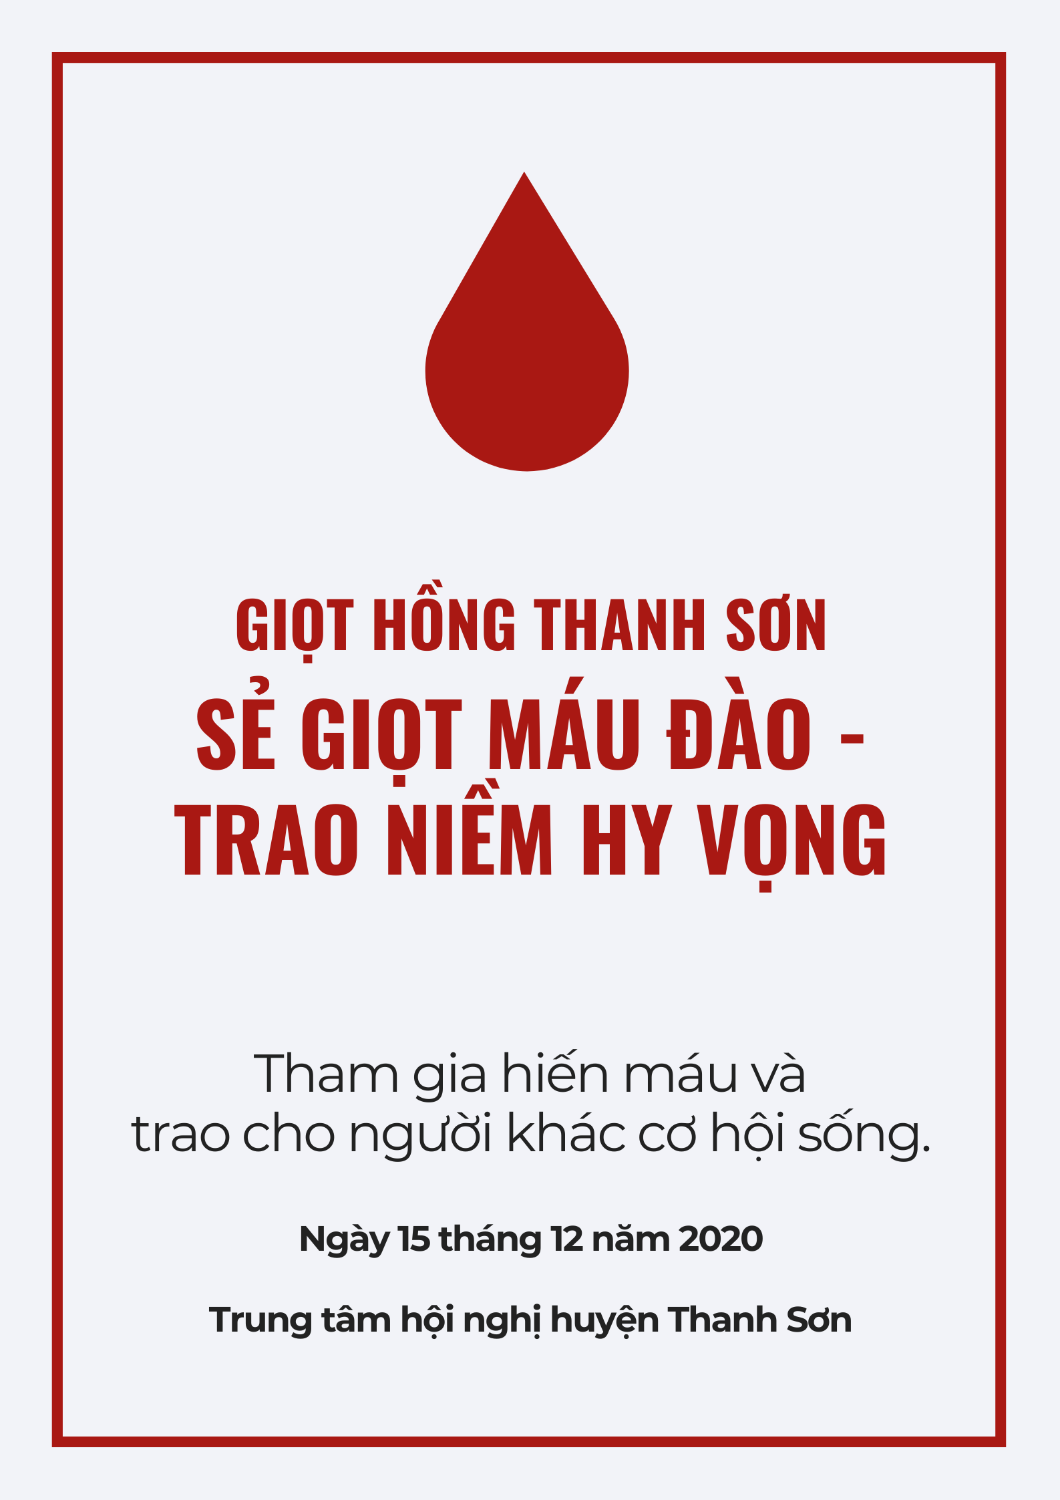 GIỌT HỒNG THANH SƠN
SẺ GIỌT MÁU ĐÀO -
TRAO NIỀM HY VỌNG
Tham gia hiến máu và
trao cho người khác cơ hội sống.
Ngày 15 tháng 12 năm 2020
Trung tâm hội nghị huyện Thanh Sơn